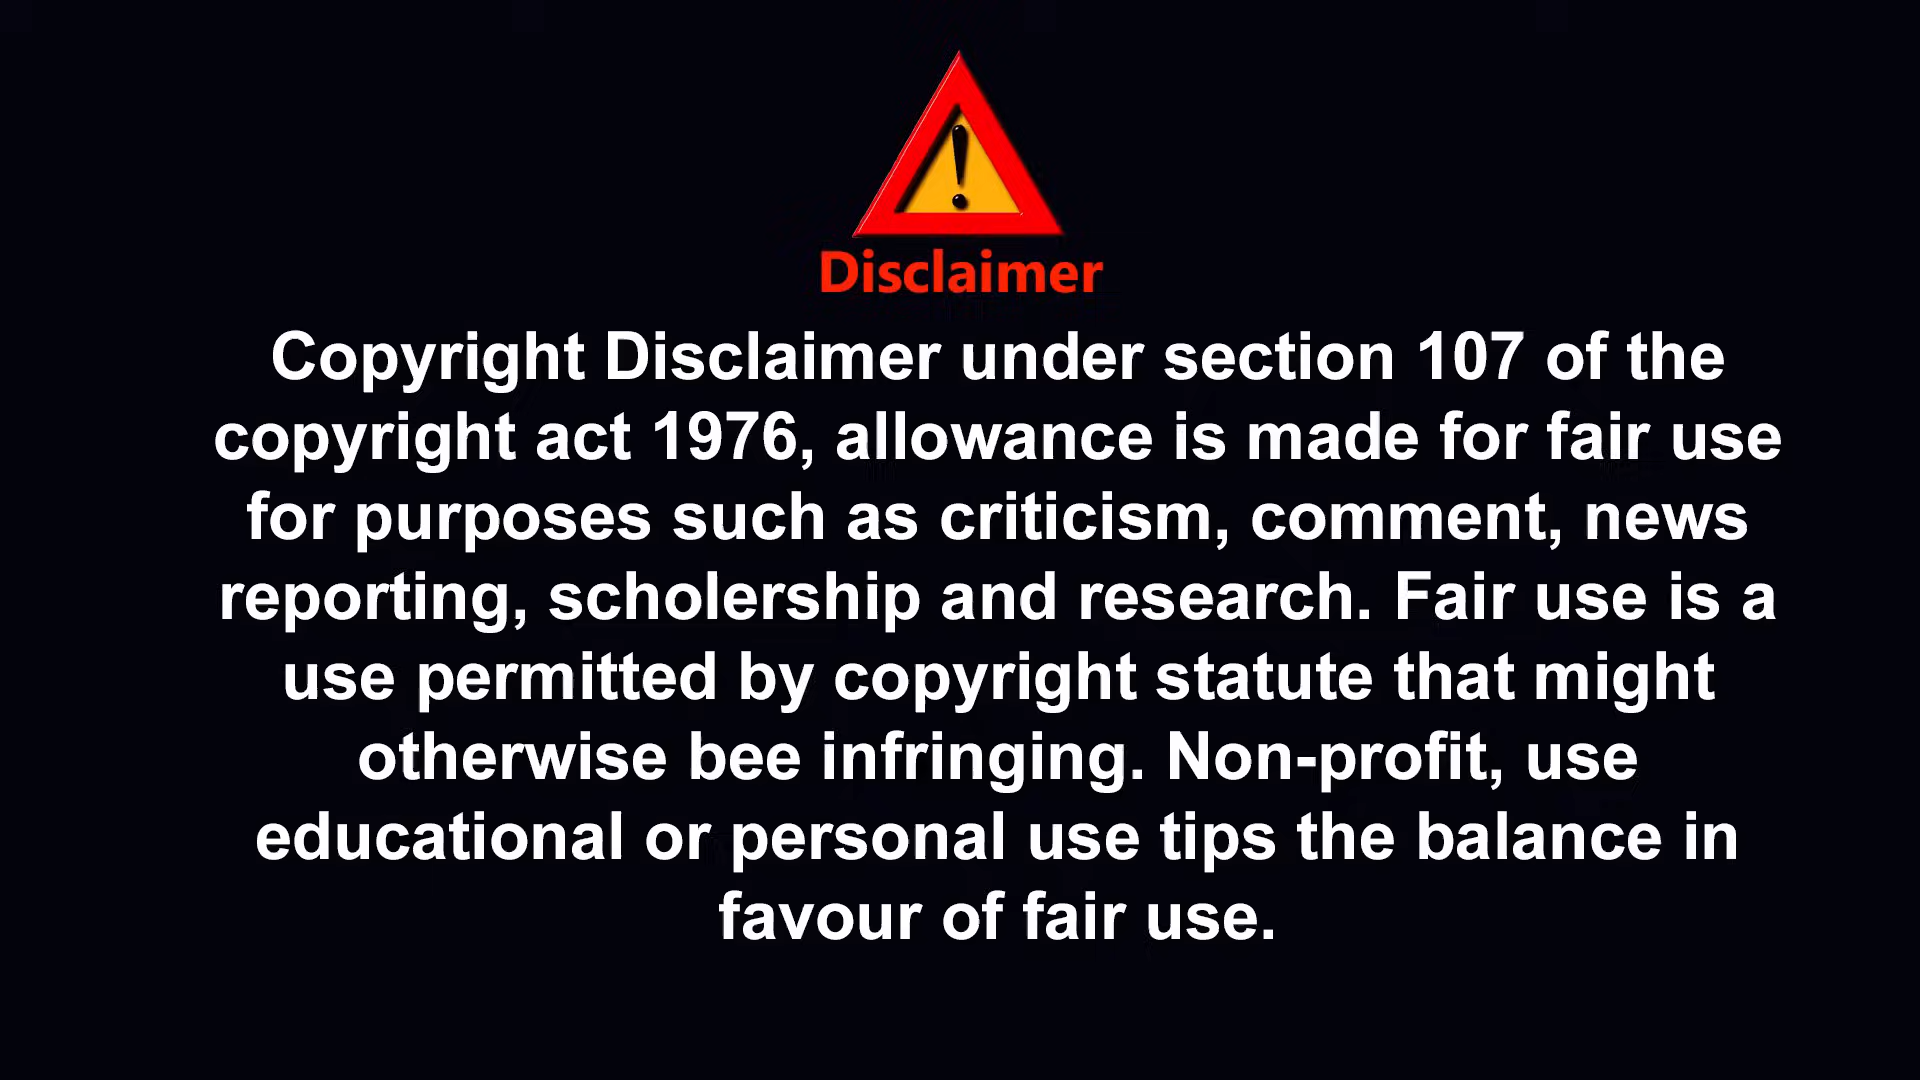 Disclaimer
Copyright Disclaimer under section 107 of the
copyright act 1976, allowance is made for fair use
for purposes such as criticism, comment, news
reporting, scholership and research. Fair use is a
use permitted by copyright statute that might
otherwise bee infringing. Non-profit, use
educational or personal use tips the balance in
favour of fair use.